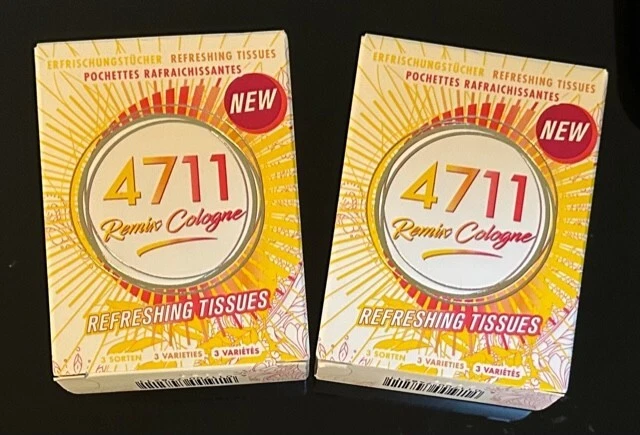 ERFRISCHUNGSTÜCHER REFRESHING TISSUES
POCHETTES RAFRAICHISSANTES
NEW
4711
Remix Cologne
REFRESHING TISSUES
3 SORTEN 3 VARIETIES 3 VARIÉTÉS
ERFRISCHUNGSTÜCHER REFRESHING TISSUES
POCHETTES RAFRAICHISSANTES
NEW
4711
Remix Cologne
REFRESHING TISSUES
3 SORTEN 3 VARIETIES 3 VARIÉTÉS